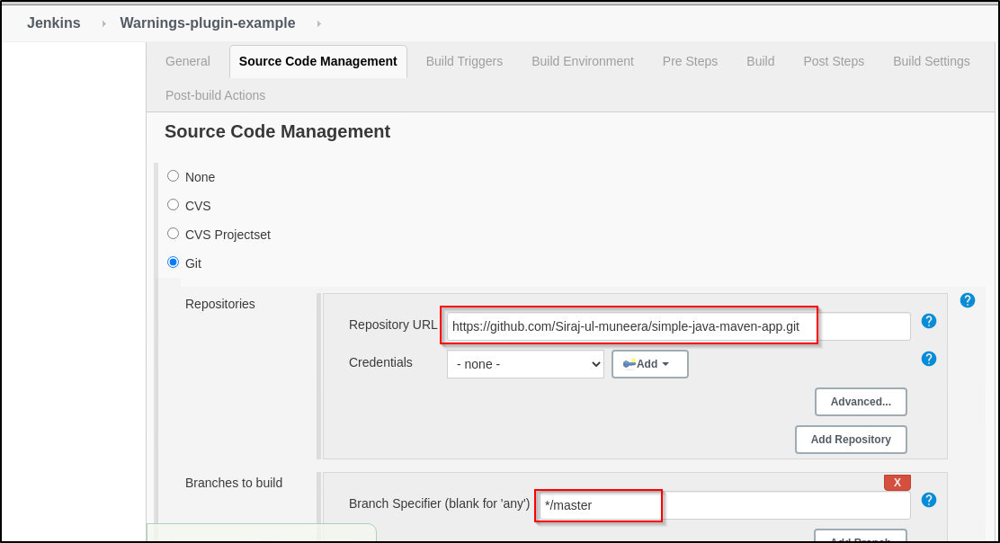 Jenkins Warnings-plugin-example
General Source Code Management Build Triggers Build Environment Pre Steps Build Post Steps Build Settings
Post-build Actions
Source Code Management
None
CVS
CVS Projectset
Git
Repositories
?
Repository URL https://github.com/Siraj-ul-muneera/simple-java-maven-app.git ?
Credentials - none - Add ?
Advanced...
Add Repository
Branches to build
X
Branch Specifier (blank for 'any') */master ?
Add Branch